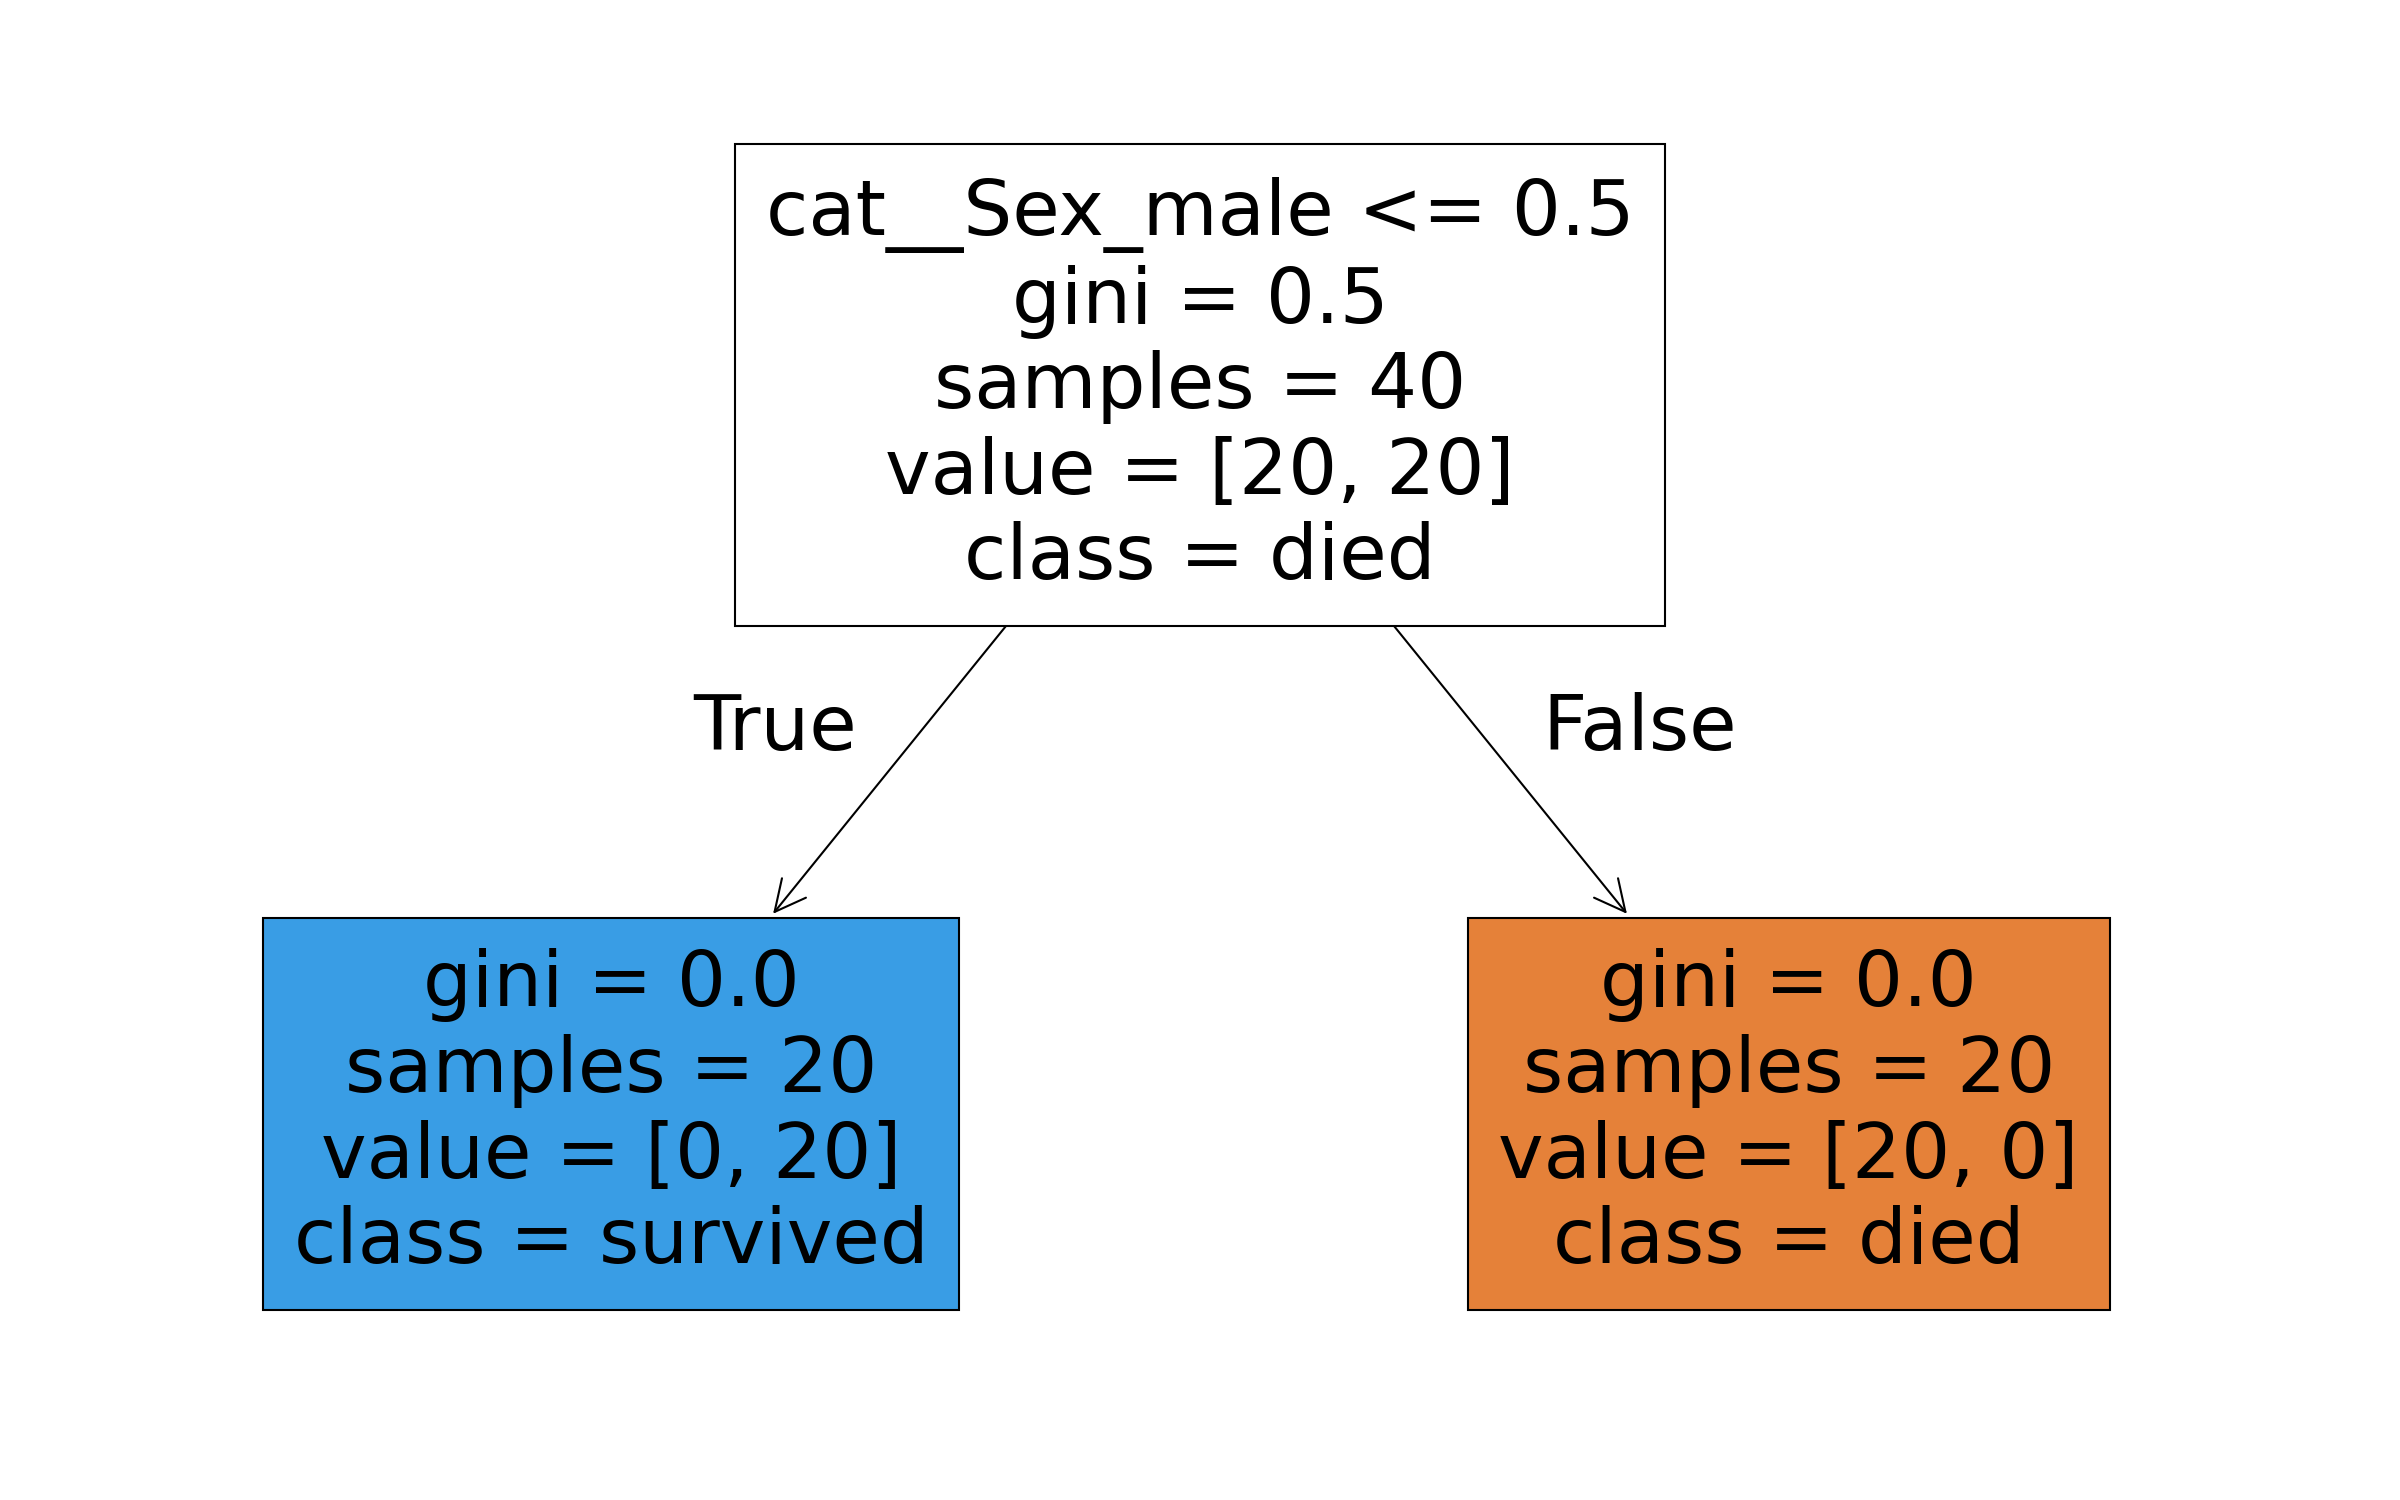 cat__Sex_male <= 0.5
gini = 0.5
samples = 40
value = [20, 20]
class = died
True
False
gini = 0.0
samples = 20
value = [0, 20]
class = survived
gini = 0.0
samples = 20
value = [20, 0]
class = died